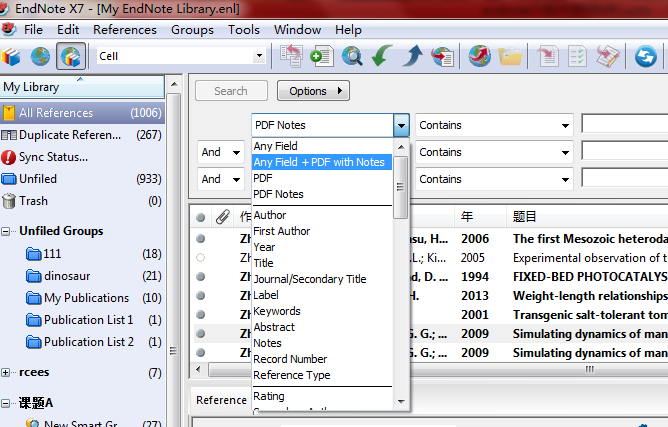 EndNote X7 - [My EndNote Library.enl]
File Edit References Groups Tools Window Help
Cell
My Library
All References (1006)
Duplicate Referen... (267)
Sync Status...
Unfiled (933)
Trash (0)
Unfiled Groups
111 (18)
dinosaur (21)
My Publications (10)
Publication List 1 (1)
Publication List 2 (1)
rcees (7)
课题A
New Smart Gr...
Search Options
PDF Notes Contains
And Contains
And Contains
Any Field
Any Field + PDF with Notes
PDF
PDF Notes
Author
First Author
Year
Title
Journal/Secondary Title
Label
Keywords
Abstract
Notes
Record Number
Reference Type
Rating
年 题目
Zh su, H... 2006 The first Mesozoic heteroda
Zh .L.; Ki... 2005 Experimental observation of t
Zh d, D. ... 1994 FIXED-BED PHOTOCATALYS
Zh H. 2013 Weight-length relationships
Zh 2001 Transgenic salt-tolerant tom
Zh G. G.; ... 2009 Simulating dynamics of man
Zh G. G.; ... 2009 Simulating dynamics of man
Reference